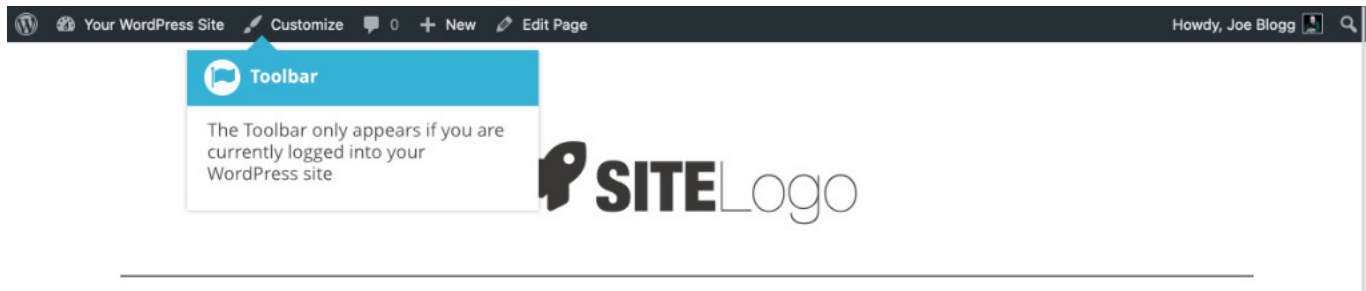 Your WordPress Site Customize 0 New Edit Page Howdy, Joe Blogg
Toolbar
The Toolbar only appears if you are
currently logged into your
WordPress site
SITELogo